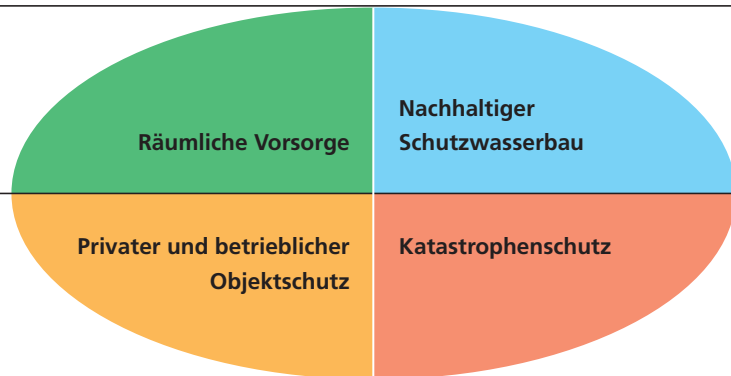 Räumliche Vorsorge
Nachhaltiger
Schutzwasserbau
Privater und betrieblicher
Objektschutz
Katastrophenschutz